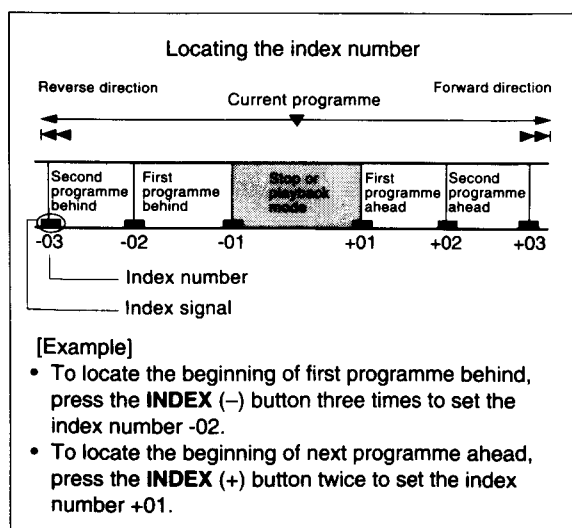 Locating the index number
Reverse direction
Forward direction
Current programme
Second
programme
behind
First
programme
behind
Stop or
playback
mode
First
programme
ahead
Second
programme
ahead
-03
-02
-01
+01
+02
+03
Index number
Index signal
[Example]
• To locate the beginning of first programme behind,
press the INDEX (–) button three times to set the
index number -02.
• To locate the beginning of next programme ahead,
press the INDEX (+) button twice to set the index
number +01.